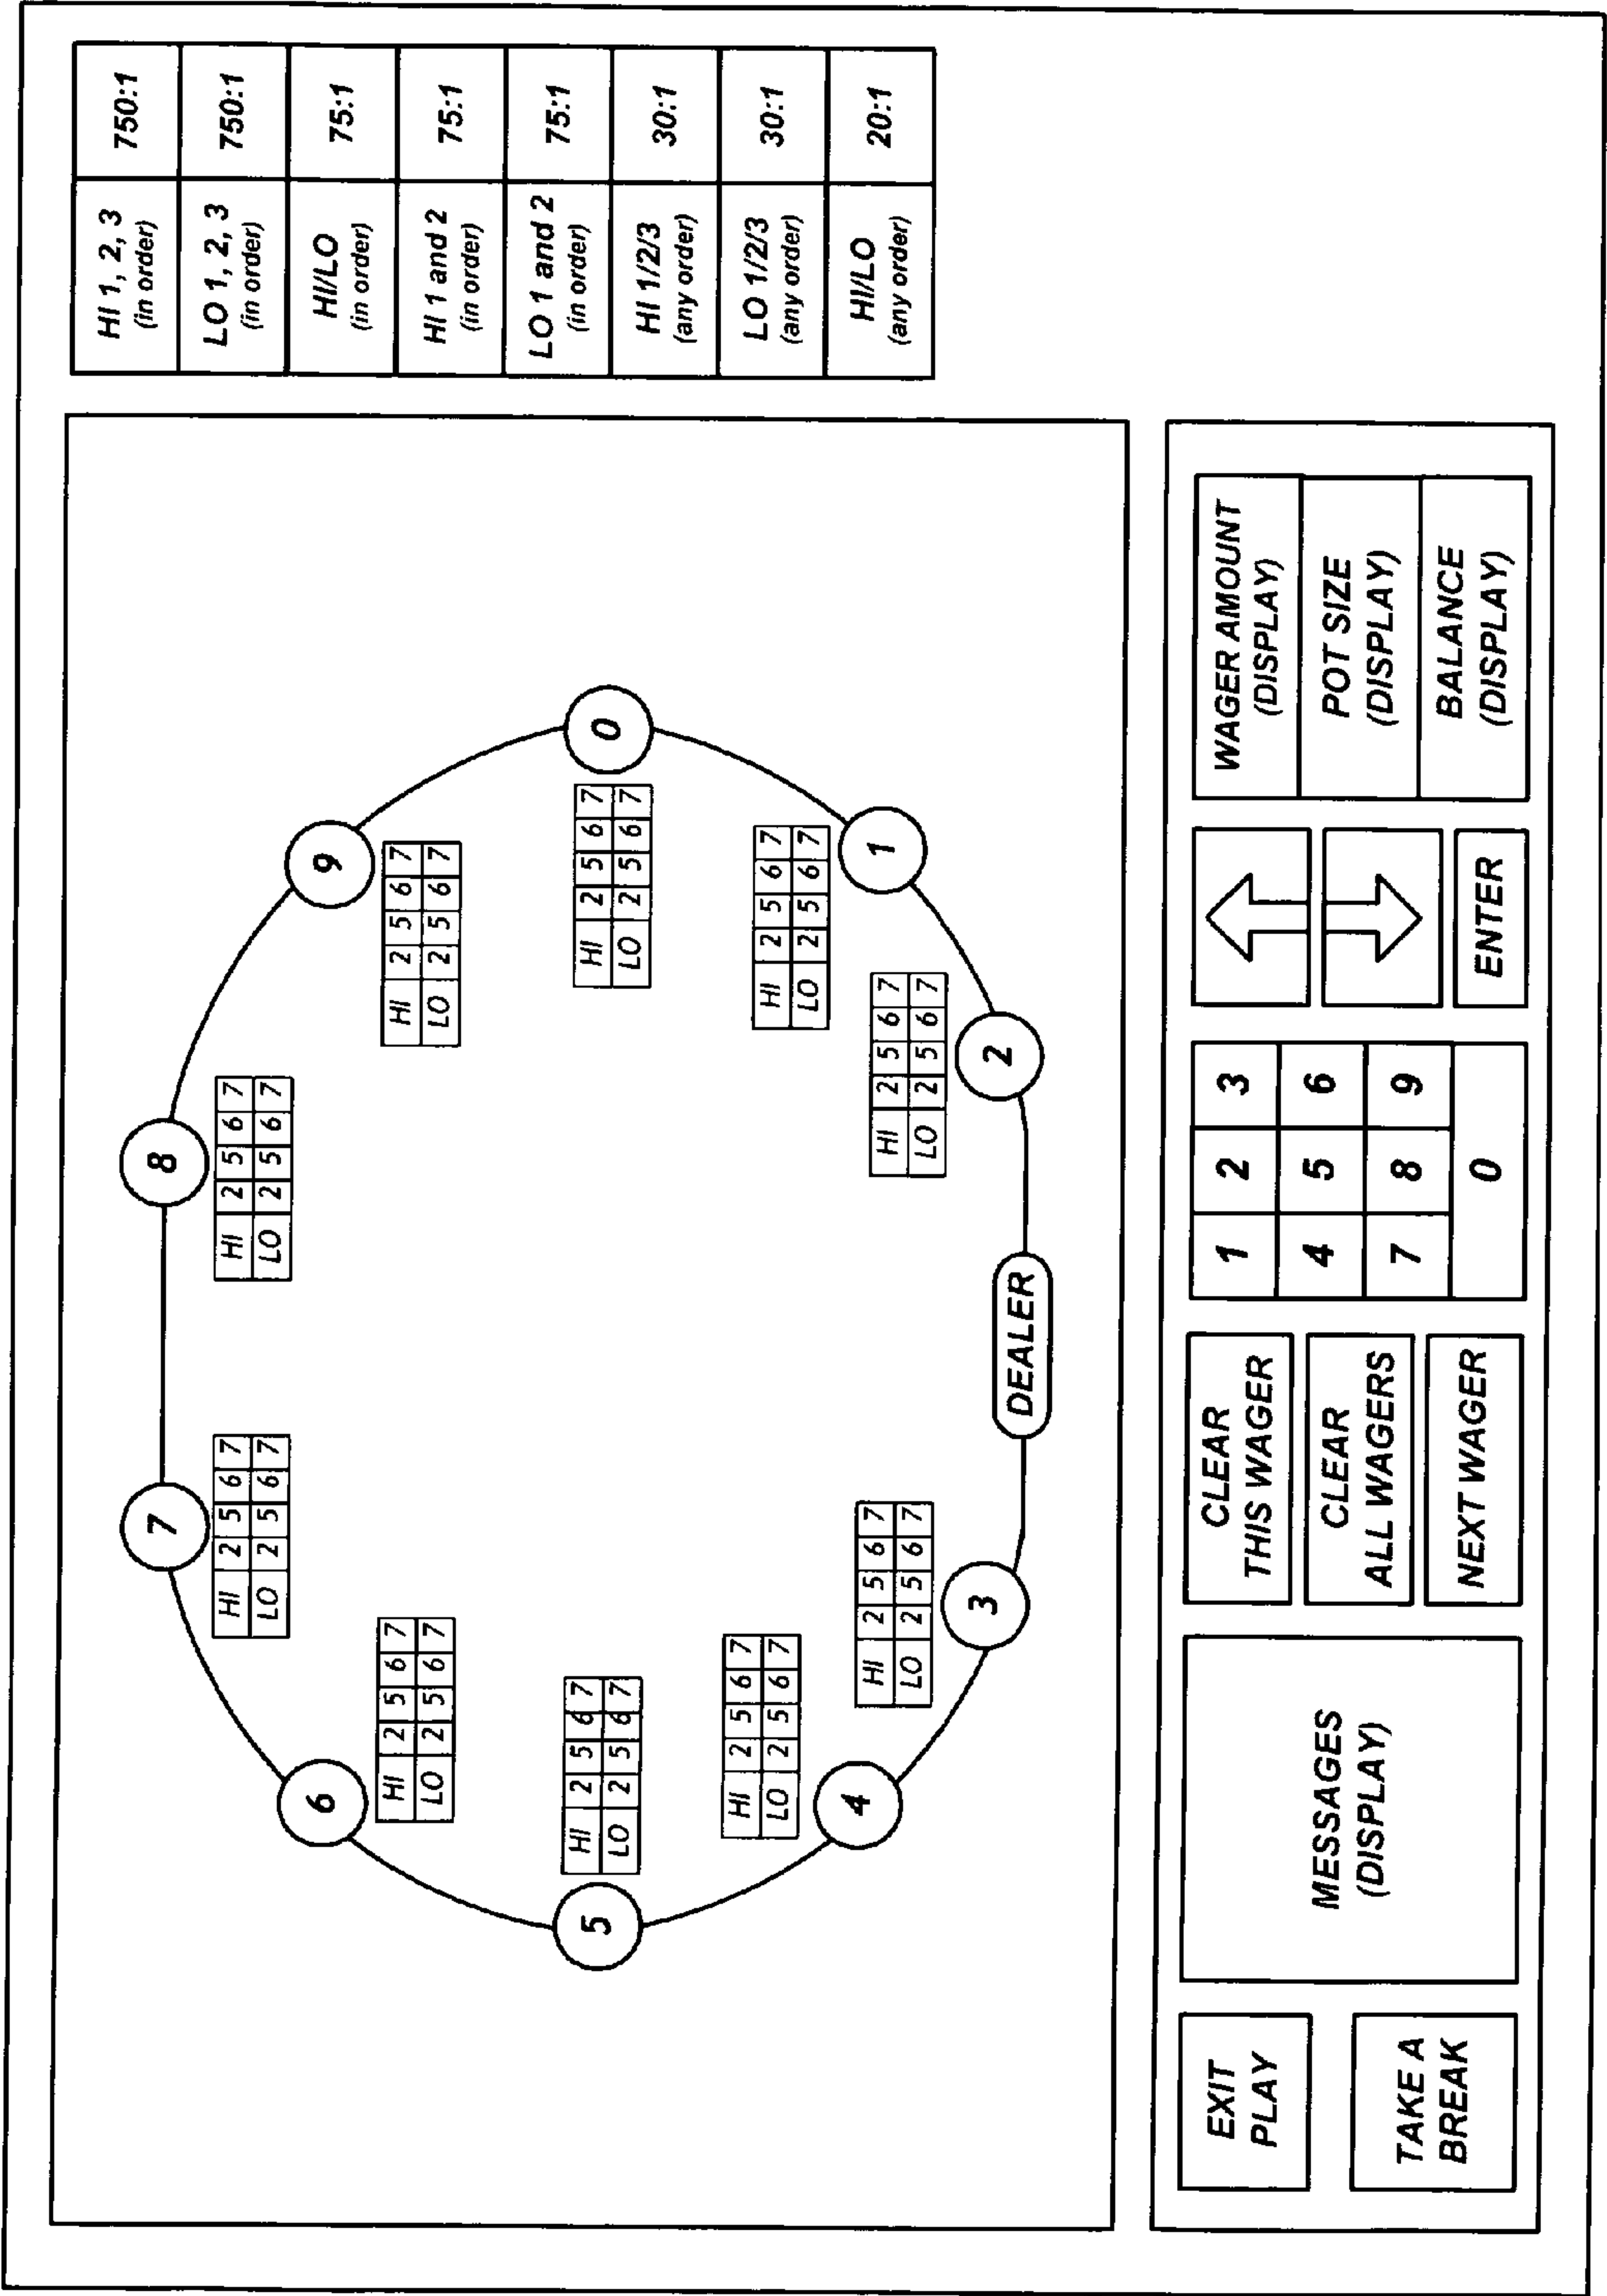 7
HI 2 5 6 7
LO 2 5 6 7
8
HI 2 5 6 7
LO 2 5 6 7
6
HI 2 5 6 7
LO 2 5 6 7
9
HI 2 5 6 7
LO 2 5 6 7
5
HI 2 5 6 7
LO 2 5 6 7
0
HI 2 5 6 7
LO 2 5 6 7
4
HI 2 5 6 7
LO 2 5 6 7
1
HI 2 5 6 7
LO 2 5 6 7
3
HI 2 5 6 7
LO 2 5 6 7
DEALER
2
HI 2 5 6 7
LO 2 5 6 7
HI 1, 2, 3 750:1
(in order)
LO 1, 2, 3 750:1
(in order)
HI/LO 75:1
(in order)
HI 1 and 2 75:1
(in order)
LO 1 and 2 75:1
(in order)
HI 1/2/3 30:1
(any order)
LO 1/2/3 30:1
(any order)
HI/LO 20:1
(any order)
EXIT
PLAY
TAKE A
BREAK
MESSAGES
(DISPLAY)
CLEAR
THIS WAGER
CLEAR
ALL WAGERS
NEXT WAGER
1 2 3
4 5 6
7 8 9
0
ENTER
WAGER AMOUNT
(DISPLAY)
POT SIZE
(DISPLAY)
BALANCE
(DISPLAY)